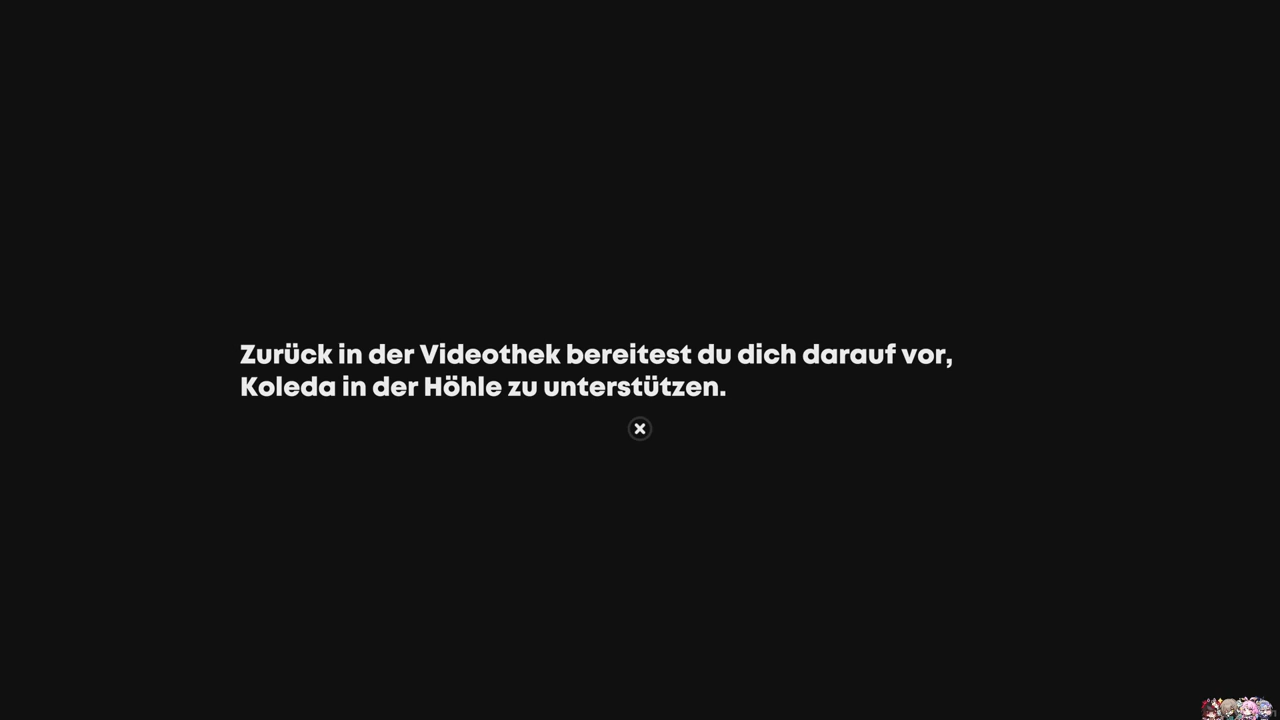 Zurück in der Videothek bereitest du dich darauf vor,
Koleda in der Höhle zu unterstützen.